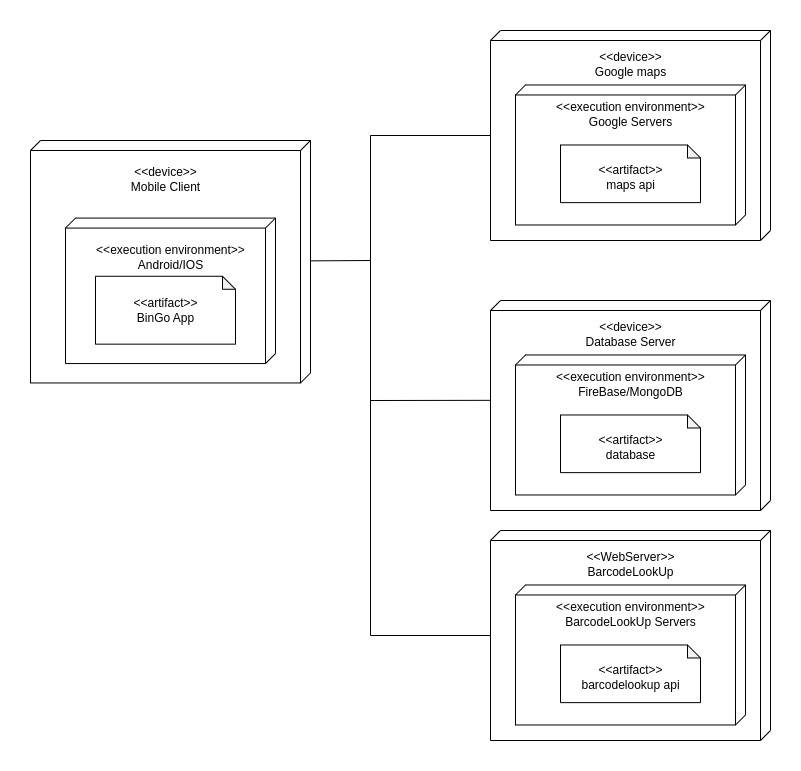 <<device>>
Mobile Client
<<execution environment>>
Android/IOS
<<artifact>>
BinGo App
<<device>>
Google maps
<<execution environment>>
Google Servers
<<artifact>>
maps api
<<device>>
Database Server
<<execution environment>>
FireBase/MongoDB
<<artifact>>
database
<<WebServer>>
BarcodeLookUp
<<execution environment>>
BarcodeLookUp Servers
<<artifact>>
barcodelookup api